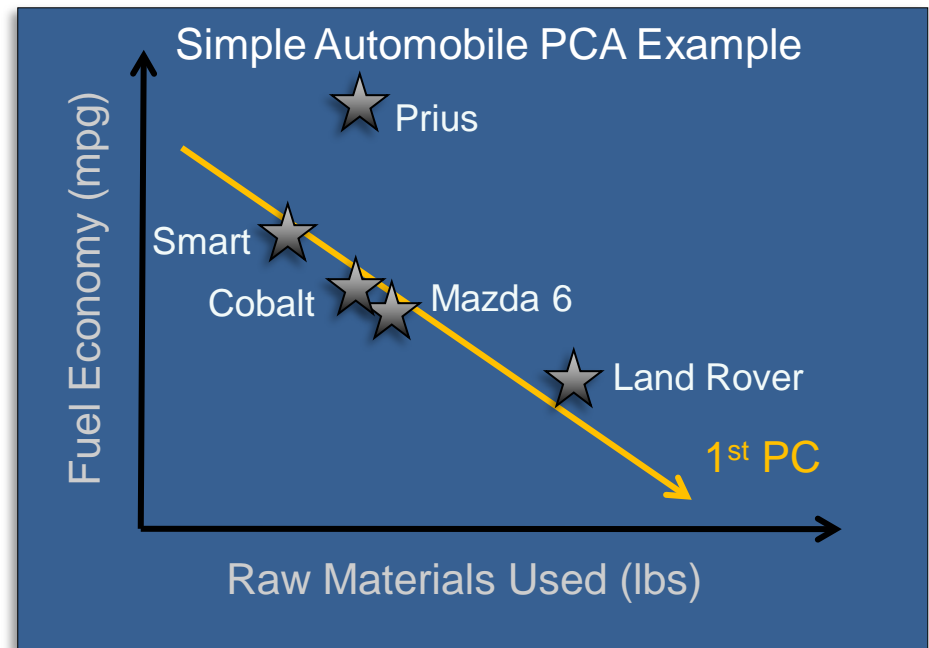 Simple Automobile PCA Example
Fuel Economy (mpg)
Prius
Smart
Cobalt
Mazda 6
Land Rover
1st PC
Raw Materials Used (lbs)